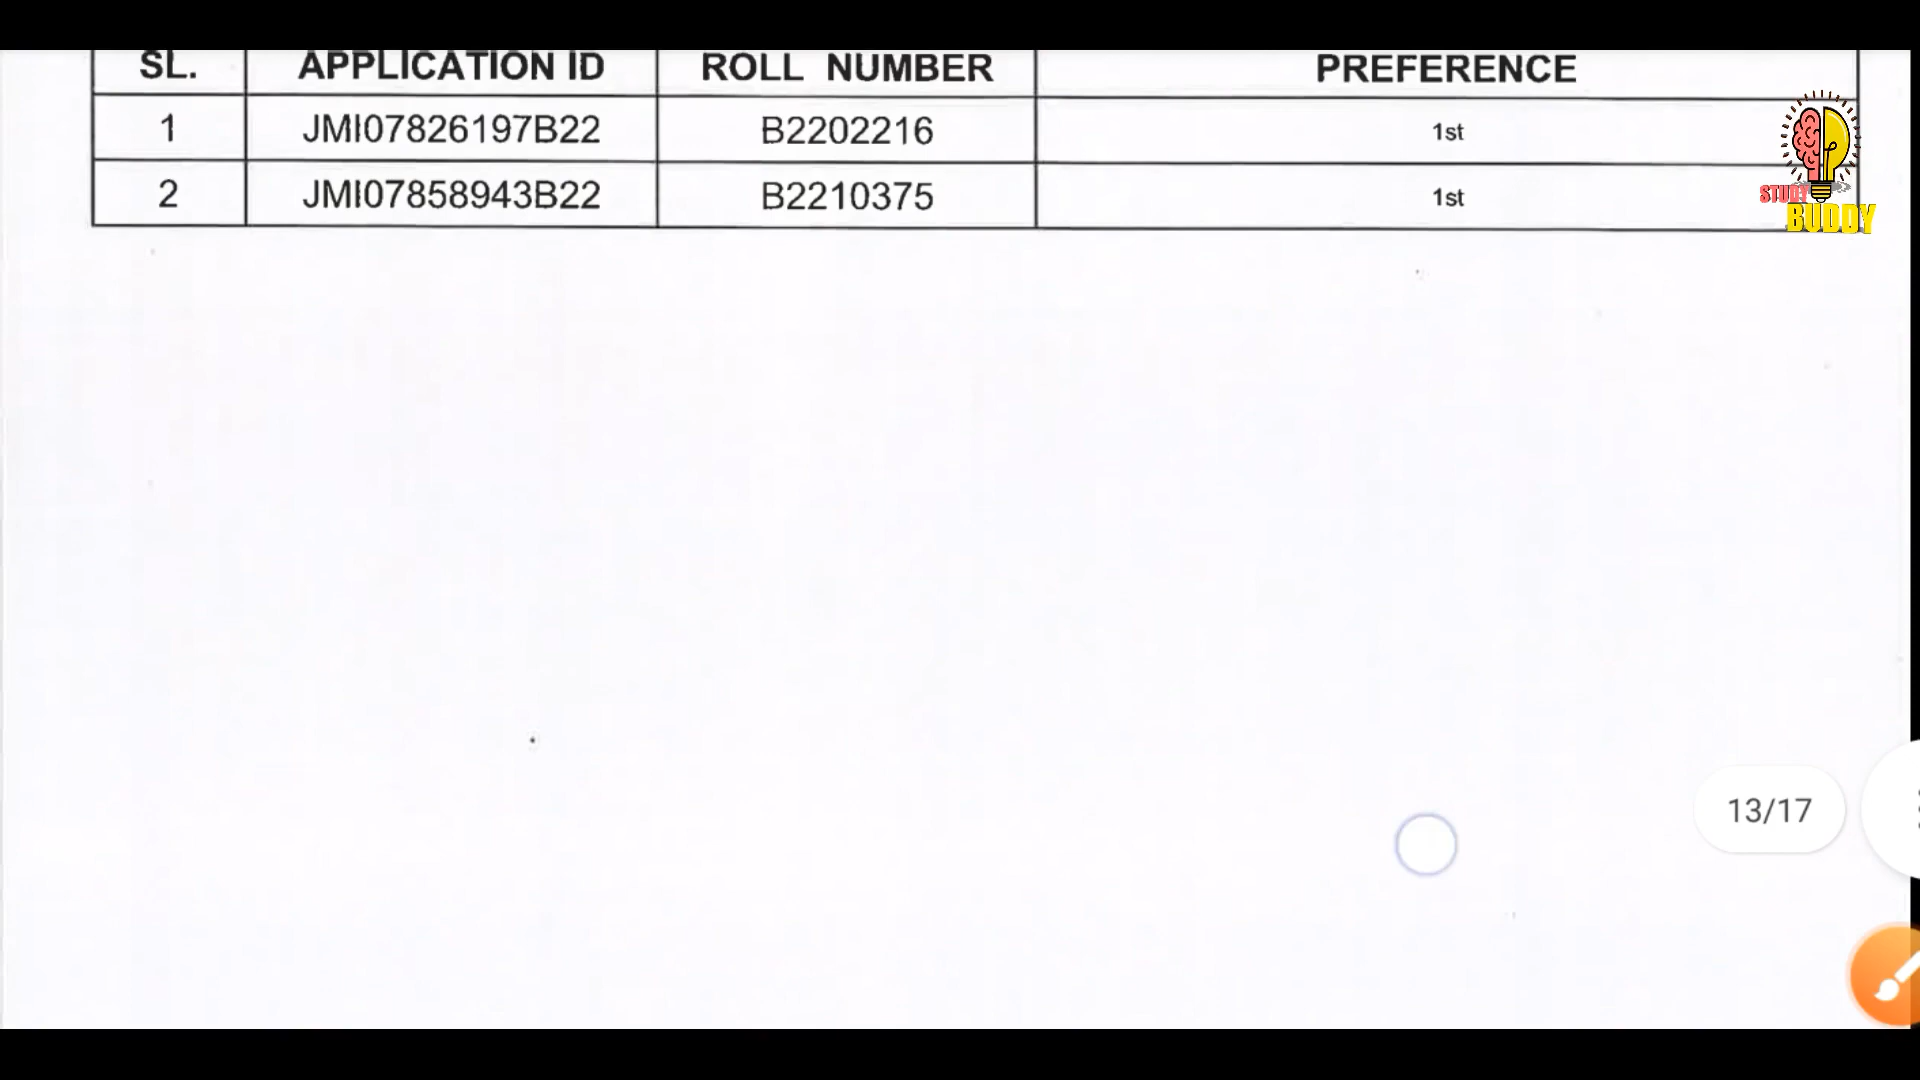 SL. APPLICATION ID ROLL NUMBER PREFERENCE
1 JMI07826197B22 B2202216 1st
2 JMI07858943B22 B2210375 1st
STUDY
BUDDY
13/17